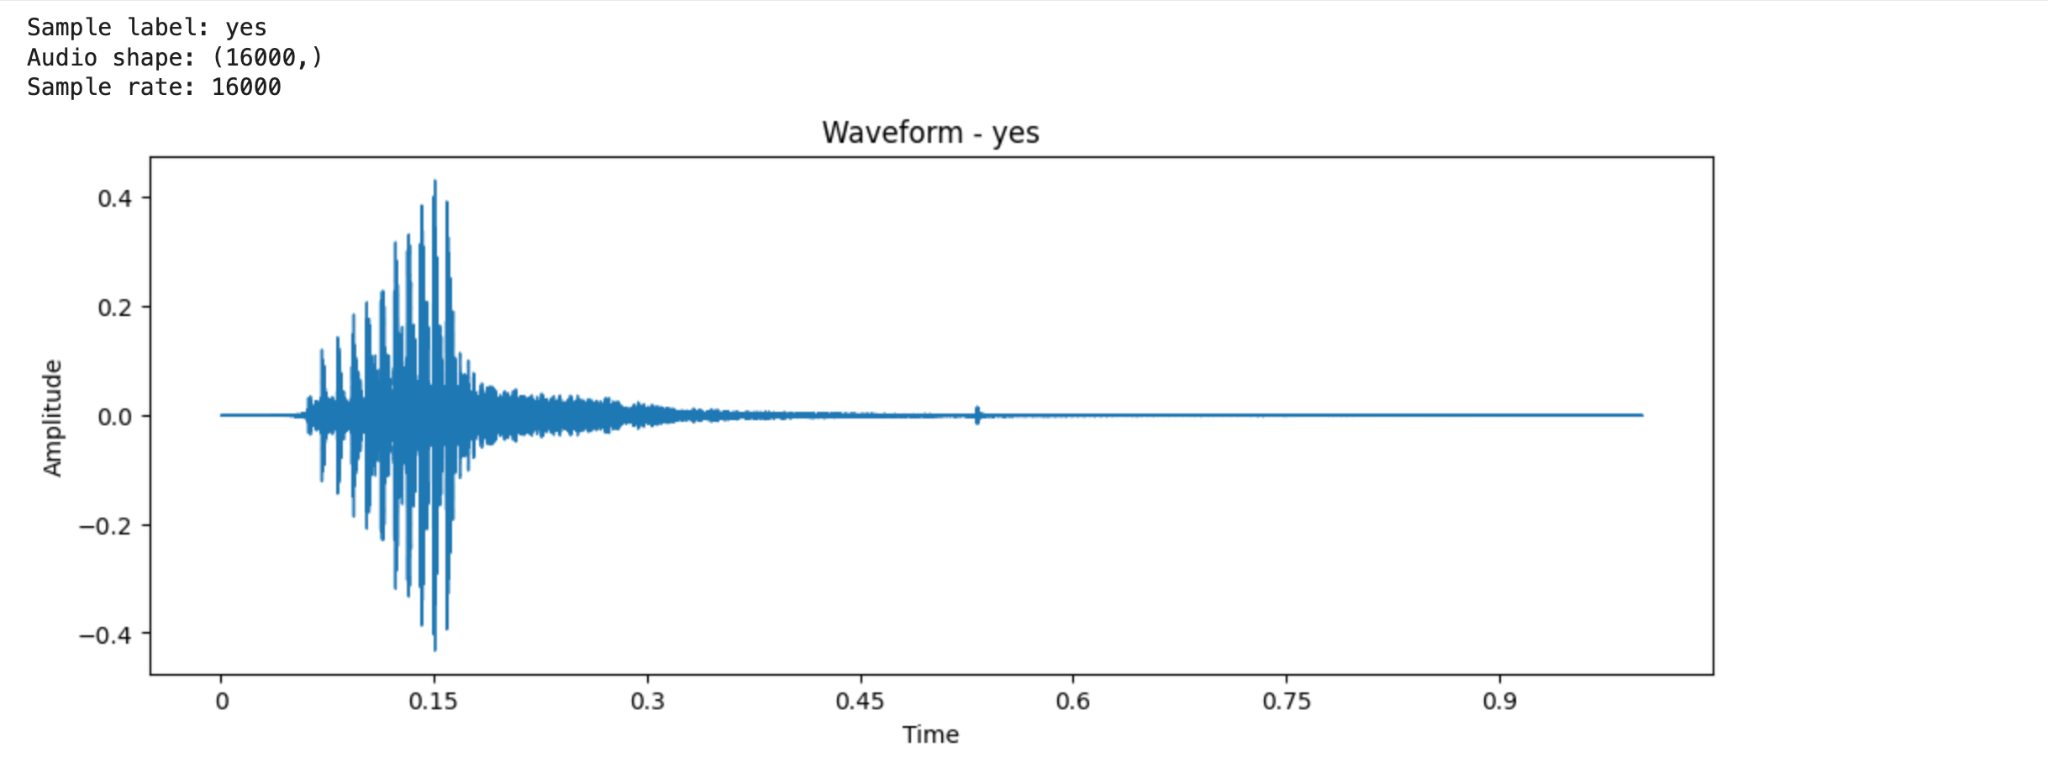 Sample label: yes
Audio shape: (16000,)
Sample rate: 16000
Waveform - yes
0.4
0.2
0.0
−0.2
−0.4
Amplitude
0 0.15 0.3 0.45 0.6 0.75 0.9
Time